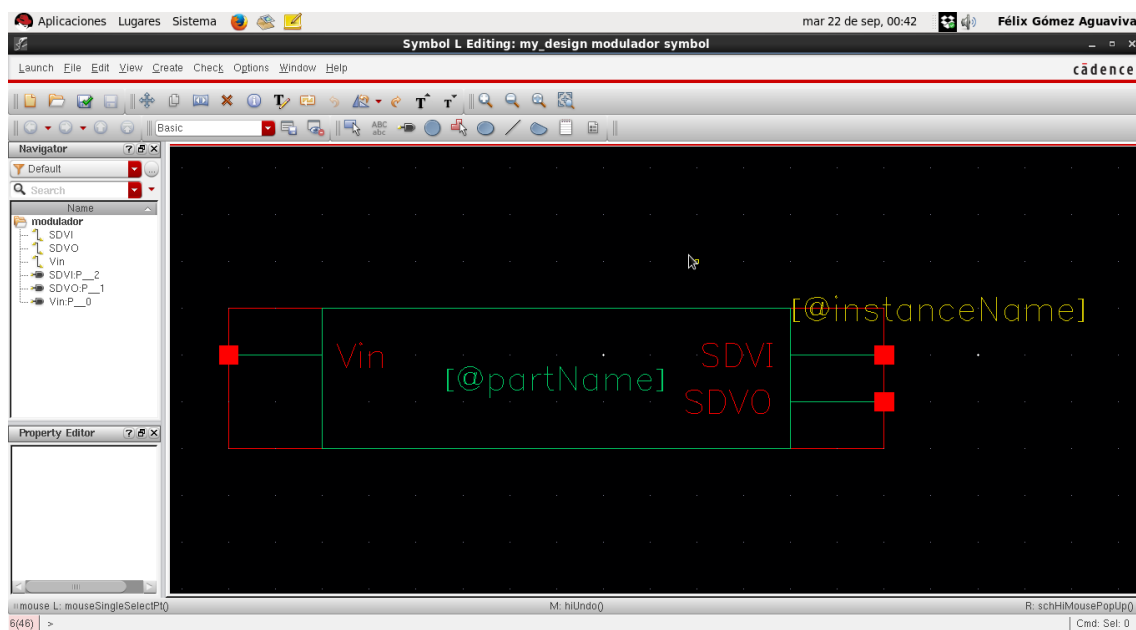 Aplicaciones Lugares Sistema mar 22 de sep, 00:42 Félix Gómez Aguaviva
Symbol L Editing: my_design modulador symbol
Launch File Edit View Create Check Options Window Help cādence
Basic
ABC
abc
Navigator
Default
Search
Name
modulador
SDVI
SDVO
Vin
SDVI:P__2
SDVO:P__1
Vin:P__0
Property Editor
[@instanceName]
Vin
SDVI
[@partName]
SDVO
mouse L: mouseSingleSelectPt() M: hiUndo() R: schHiMousePopUp()
6(46) > Cmd: Sel: 0